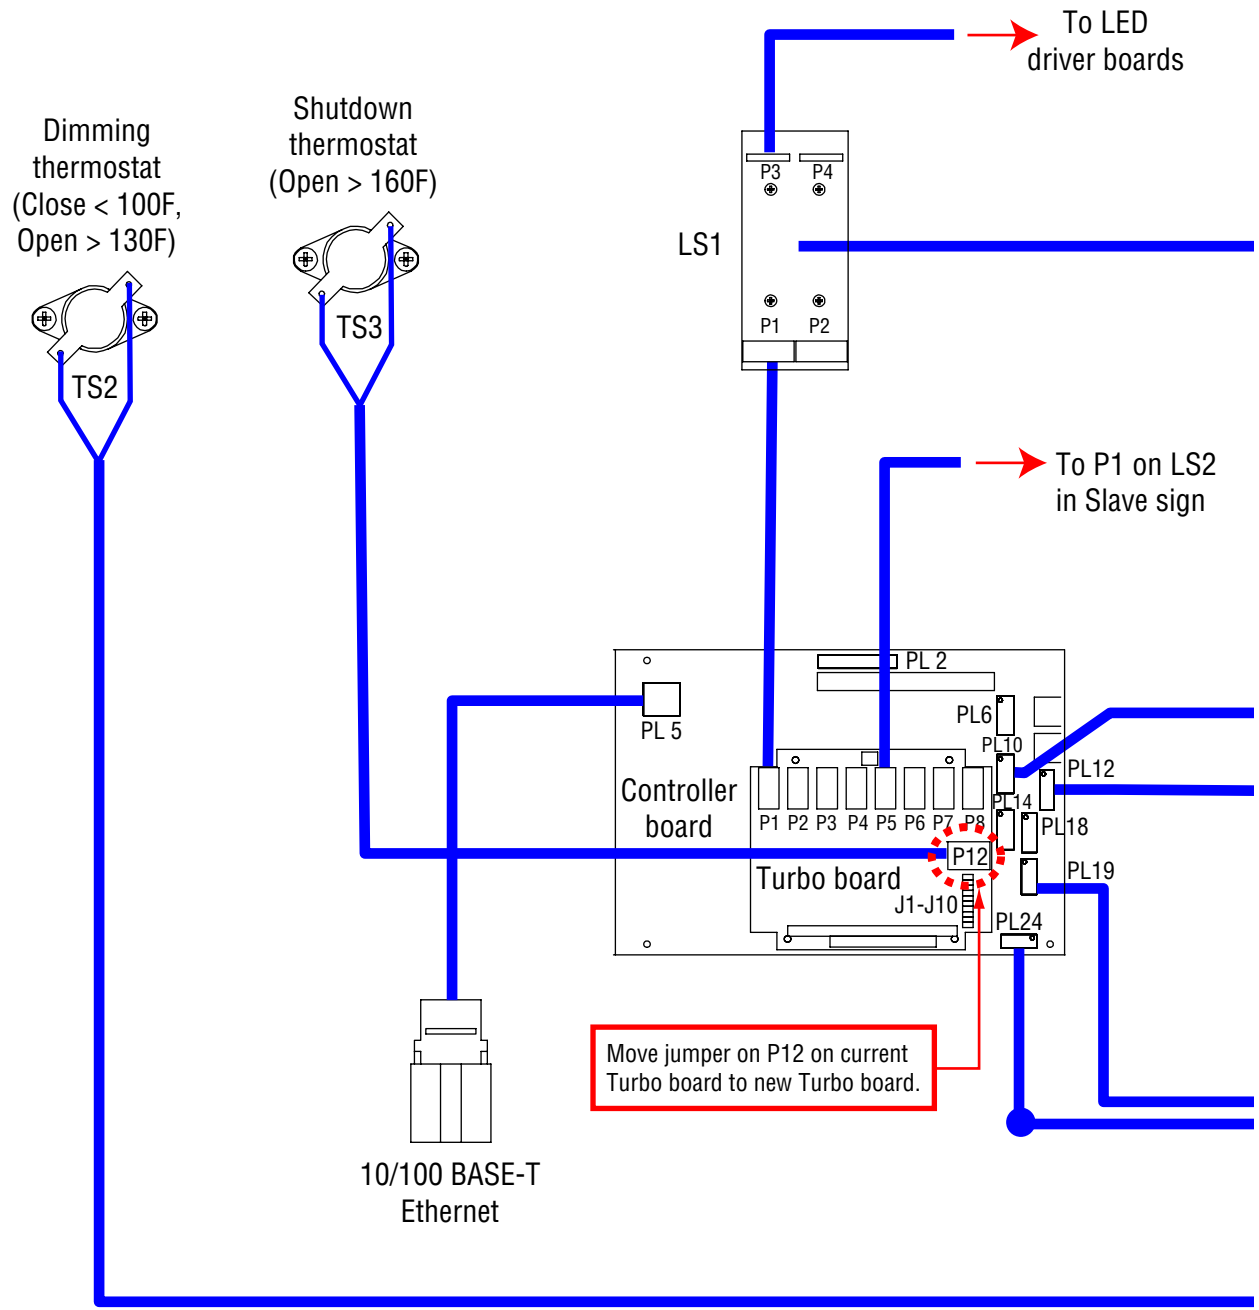 To LED
driver boards
Shutdown
thermostat
(Open > 160F)
Dimming
thermostat
(Close < 100F,
Open > 130F)
P3 P4
LS1
P1 P2
TS3
TS2
To P1 on LS2
in Slave sign
PL 2
PL 5
PL6
PL10
PL12
Controller
board
PL14
P1 P2 P3 P4 P5 P6 P7 P8
PL18
P12
PL19
Turbo board
J1-J10
PL24
Move jumper on P12 on current
Turbo board to new Turbo board.
10/100 BASE-T
Ethernet